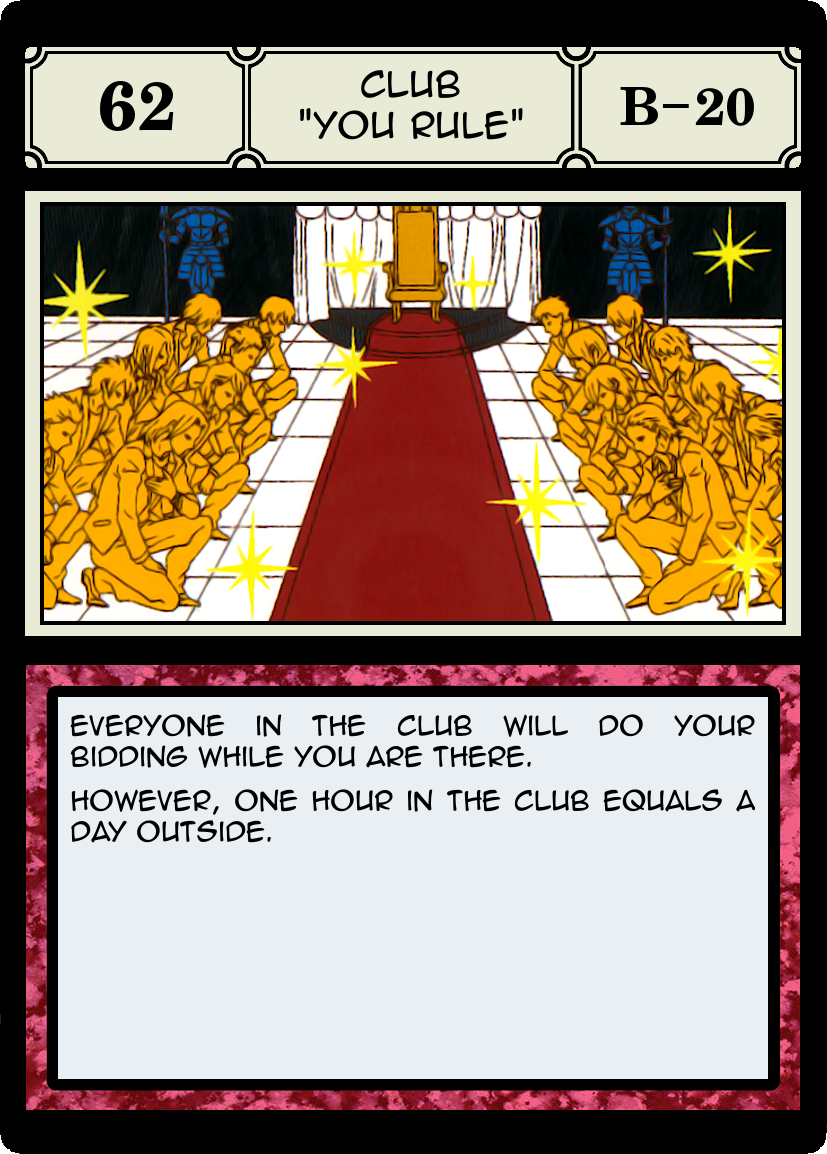 62
CLUB
"YOU RULE"
B-20
EVERYONE IN THE CLUB WILL DO YOUR
BIDDING WHILE YOU ARE THERE.
HOWEVER, ONE HOUR IN THE CLUB EQUALS A
DAY OUTSIDE.